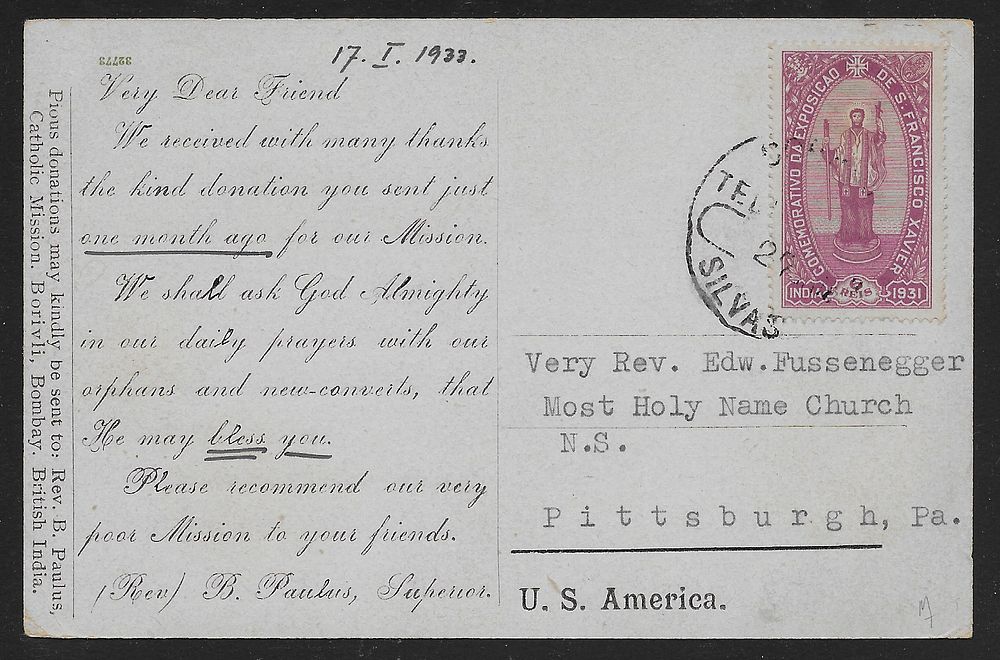 32773
17. I. 1933.
Very Dear Friend
We received with many thanks
the kind donation you sent just
one month ago for our Mission.
We shall ask God Almighty
in our daily prayers with our
orphans and new-converts, that
He may bless you.
Please recommend our very
poor Mission to your friends.
(Rev) B. Paulus, Superior.
Pious donations may kindly be sent to: Rev. B. Paulus,
Catholic Mission. Borivli, Bombay. British India.
COMEMORATIVO DA EXPOSIÇÃO DE S. FRANCISCO XAVIER
INDIA REIS 1931
SILVAS
Very Rev. Edw. Fussenegger
Most Holy Name Church
N.S.
Pittsburgh, Pa.
U. S. America.